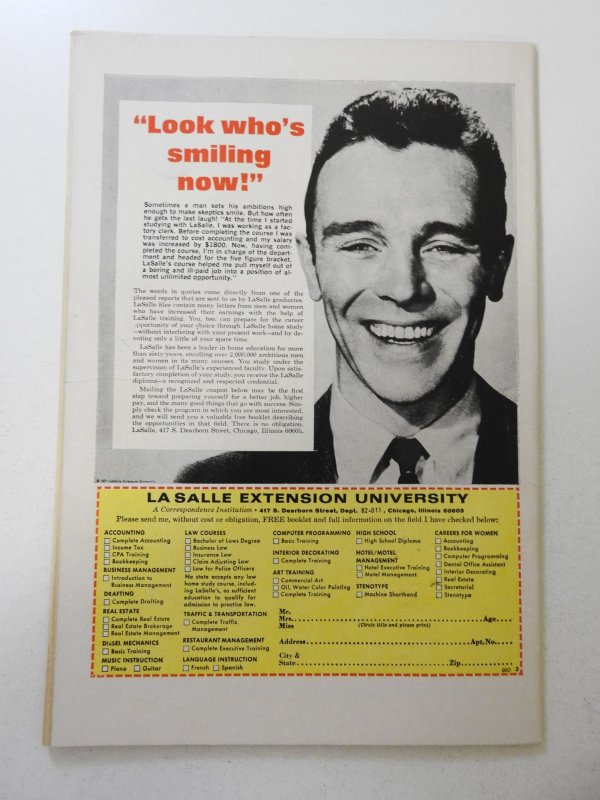 “Look who’s
smiling
now!”
Sometimes a man sets his ambitions high
enough to make skeptics smile. But how often
he gets the last laugh! “At the time I started
studying with LaSalle, I was working as a fac-
tory clerk. Before completing the course I was
transferred to cost accounting and my salary
was increased by $1800. Now, having com-
pleted the course, I’m in charge of the depart-
ment and headed for the five figure bracket.
LaSalle’s course helped me pull myself out of
a boring and ill-paid job into a position of al-
most unlimited opportunity.”
The words in quotes come directly from one of the
pleased reports that are sent to us by LaSalle graduates.
LaSalle files contain many letters from men and women
who have increased their earnings with the help of
LaSalle training. You, too, can prepare for the career
opportunity of your choice through LaSalle home study
—without interfering with your present work—and by de-
voting only a little of your spare time.
LaSalle has been a leader in home education for more
than sixty years, enrolling over 2,000,000 ambitious men
and women in its many courses. You study under the
supervision of LaSalle’s experienced faculty. Upon satis-
factory completion of your study, you receive the LaSalle
diploma—a recognized and respected credential.
Mailing the LaSalle coupon below may be the first
step toward preparing yourself for a better job, higher
pay, and the many good things that go with success. Sim-
ply check the program in which you are most interested,
and we will send you a valuable free booklet describing
the opportunities in that field. There is no obligation.
LaSalle, 417 S. Dearborn Street, Chicago, Illinois 60605.
© 1971 LaSalle Extension University
LA SALLE EXTENSION UNIVERSITY
A Correspondence Institution • 417 S. Dearborn Street, Dept. 82-011, Chicago, Illinois 60605
Please send me, without cost or obligation, FREE booklet and full information on the field I have checked below:
ACCOUNTING
Complete Accounting
Income Tax
CPA Training
Bookkeeping
BUSINESS MANAGEMENT
Introduction to
Business Management
DRAFTING
Complete Drafting
REAL ESTATE
Complete Real Estate
Real Estate Brokerage
Real Estate Management
DIESEL MECHANICS
Basic Training
MUSIC INSTRUCTION
Piano Guitar
LAW COURSES
Bachelor of Laws Degree
Business Law
Insurance Law
Claim Adjusting Law
Law for Police Officers
No state accepts any law
home study course, includ-
ing LaSalle’s, as sufficient
education to qualify for
admission to practice law.
TRAFFIC & TRANSPORTATION
Complete Traffic
Management
RESTAURANT MANAGEMENT
Complete Executive Training
LANGUAGE INSTRUCTION
French Spanish
COMPUTER PROGRAMMING
Basic Training
INTERIOR DECORATING
Complete Training
ART TRAINING
Commercial Art
Oil, Water Color Painting
Complete Training
HIGH SCHOOL
High School Diploma
HOTEL/MOTEL
MANAGEMENT
Hotel Executive Training
Motel Management
STENOTYPE
Machine Shorthand
CAREERS FOR WOMEN
Accounting
Bookkeeping
Computer Programming
Dental Office Assistant
Interior Decorating
Real Estate
Secretarial
Stenotype
Mr.
Mrs. Age
Miss (Circle title and please print)
Address Apt. No.
City &
State Zip
3